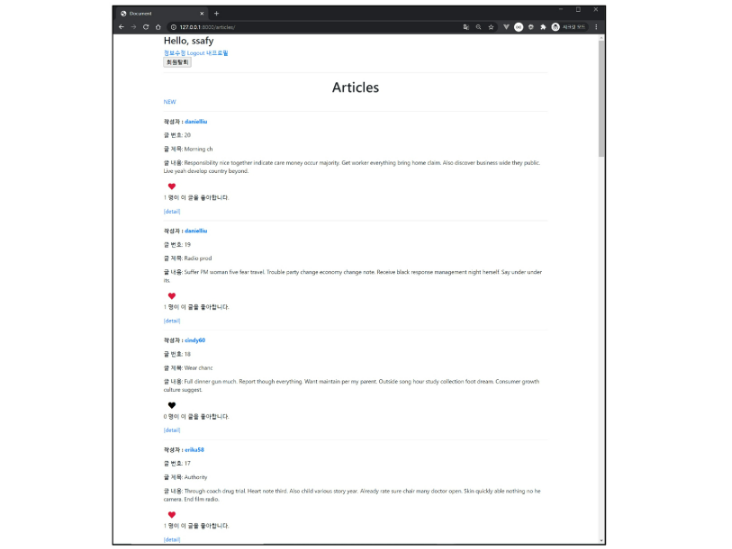 Document
127.0.0.1:8000/articles/
Hello, ssafy
정보수정 Logout 내프로필
회원탈퇴
Articles
NEW
작성자 : danielliu
글 번호: 20
글 제목: Morning ch
글 내용: Responsibility nice together indicate care money occur majority. Get worker everything bring home claim. Also discover business side they public.
Live yeah develop country beyond.
1 명이 이 글을 좋아합니다.
[detail]
작성자 : danielliu
글 번호: 19
글 제목: Radio prod
글 내용: Suffer PM woman five fear travel. Trouble party change economy change note. Receive black response management night herself. Say under under
its.
1 명이 이 글을 좋아합니다.
[detail]
작성자 : cindy60
글 번호: 18
글 제목: Wear chanc
글 내용: Full dinner gun much. Report though everything. Want maintain per my parent. Outside song hour study collection foot dream. Consumer growth
culture suggest.
0 명이 이 글을 좋아합니다.
[detail]
작성자 : erika58
글 번호: 17
글 제목: Authority
글 내용: Through coach drug trial. Heart note third. Also child various story year. Already rate sure chair many doctor open. Skin quickly able nothing no he
camera. End film radio.
1 명이 이 글을 좋아합니다.
[detail]